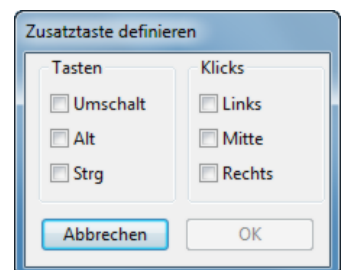 Zusatztaste definieren
Tasten
Umschalt
Alt
Strg
Klicks
Links
Mitte
Rechts
Abbrechen
OK